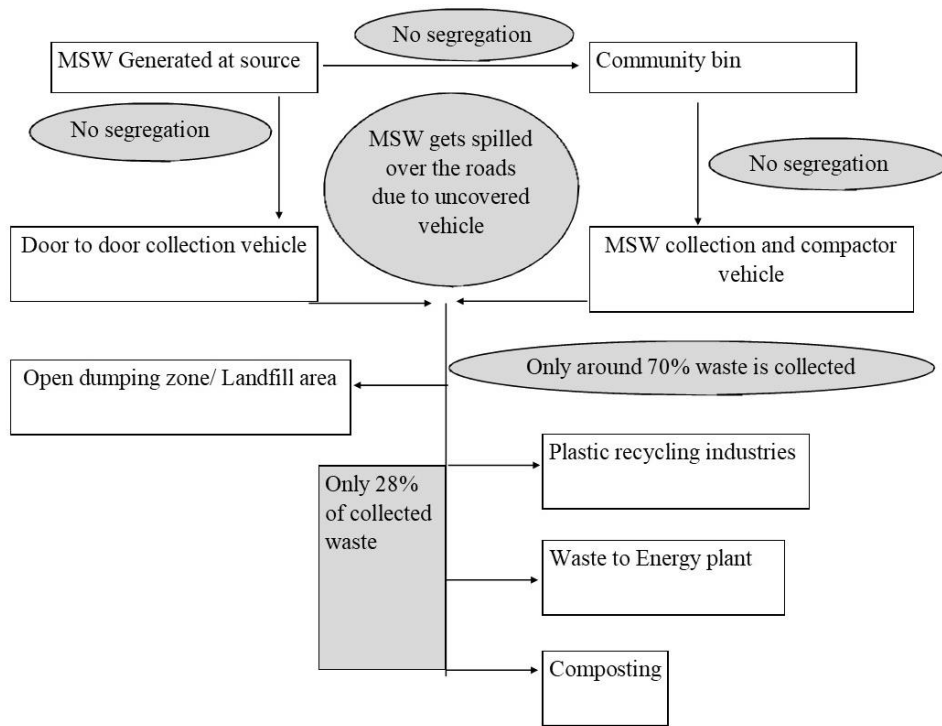 No segregation
MSW Generated at source
Community bin
No segregation
MSW gets spilled
over the roads
due to uncovered
vehicle
No segregation
Door to door collection vehicle
MSW collection and compactor
vehicle
Only around 70% waste is collected
Open dumping zone/ Landfill area
Plastic recycling industries
Only 28%
of collected
waste
Waste to Energy plant
Composting